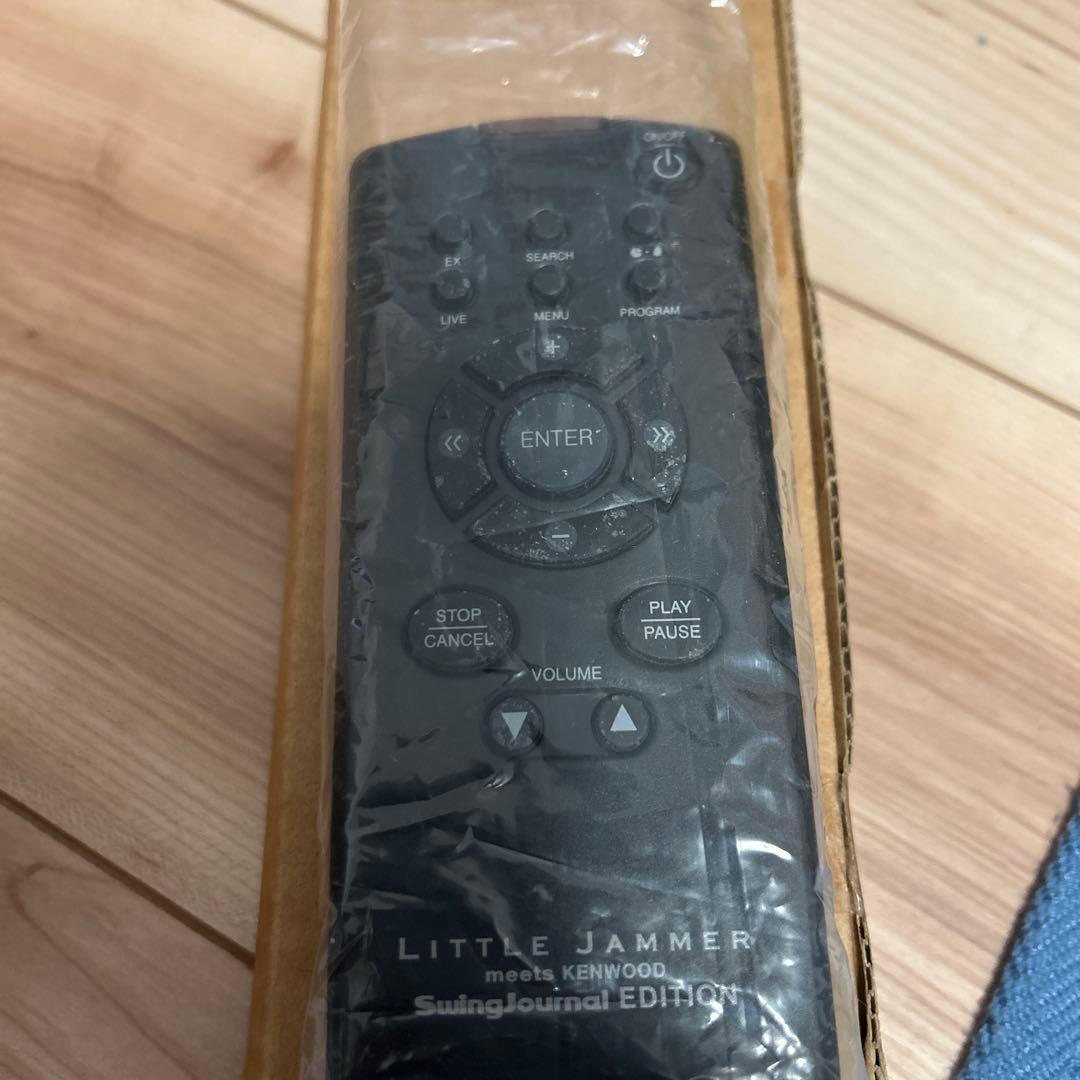 ON/OFF
EX
SEARCH
LIVE
MENU
PROGRAM
+
<<
ENTER
>>
−
STOP
CANCEL
PLAY
PAUSE
VOLUME
▼
▲
LITTLE JAMMER
meets KENWOOD
SwingJournal EDITION